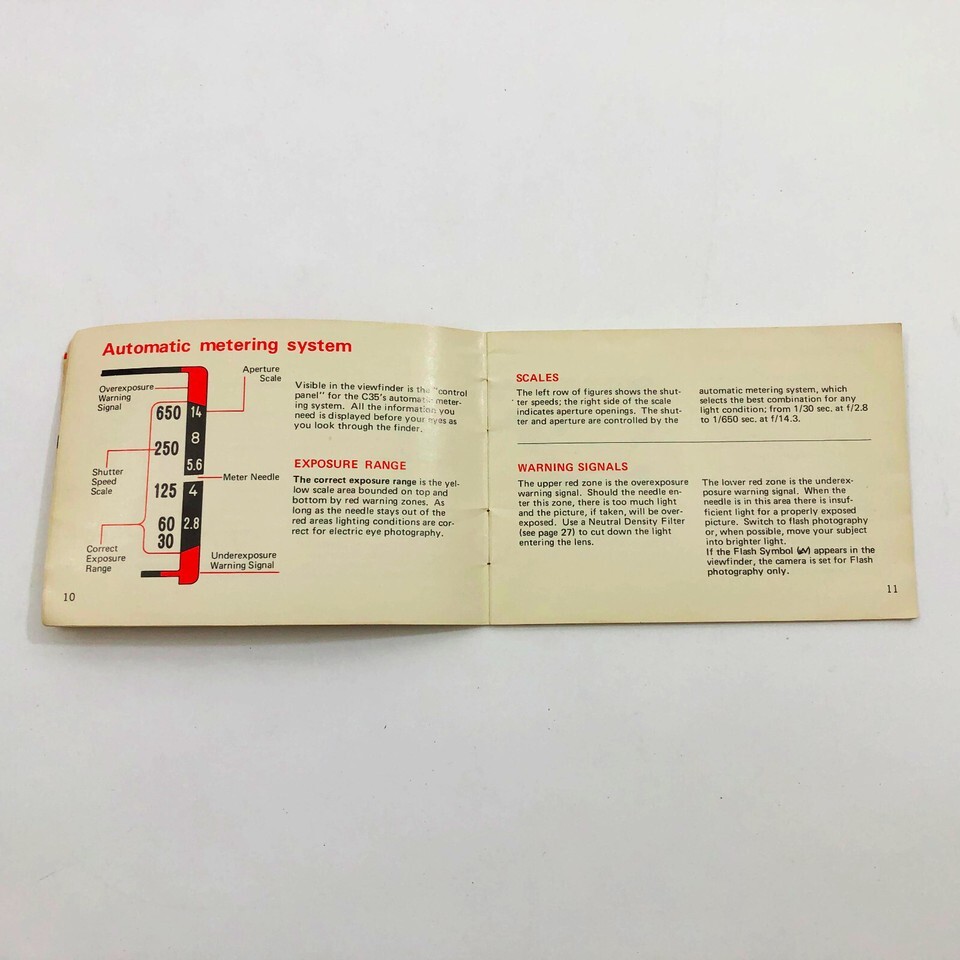 Automatic metering system
Overexposure
Warning
Signal
Aperture
Scale
650 14
8
250
5.6
Shutter
Speed
Scale
Meter Needle
125 4
60 2.8
30
Correct
Exposure
Range
Underexposure
Warning Signal
10
Visible in the viewfinder is the "control
panel" for the C35's automatic meter-
ing system. All the information you
need is displayed before your eyes as
you look through the finder.
EXPOSURE RANGE
The correct exposure range is the yel-
low scale area bounded on top and
bottom by red warning zones. As
long as the needle stays out of the
red areas lighting conditions are cor-
rect for electric eye photography.
SCALES
The left row of figures shows the shut-
ter speeds; the right side of the scale
indicates aperture openings. The shut-
ter and aperture are controlled by the
automatic metering system, which
selects the best combination for any
light condition; from 1/30 sec. at f/2.8
to 1/650 sec. at f/14.3.
WARNING SIGNALS
The upper red zone is the overexposure
warning signal. Should the needle en-
ter this zone, there is too much light
and the picture, if taken, will be over-
exposed. Use a Neutral Density Filter
(see page 27) to cut down the light
entering the lens.
The lower red zone is the underex-
posure warning signal. When the
needle is in this area there is insuf-
ficient light for a properly exposed
picture. Switch to flash photography
or, when possible, move your subject
into brighter light.
If the Flash Symbol ( ) appears in the
viewfinder, the camera is set for Flash
photography only.
11